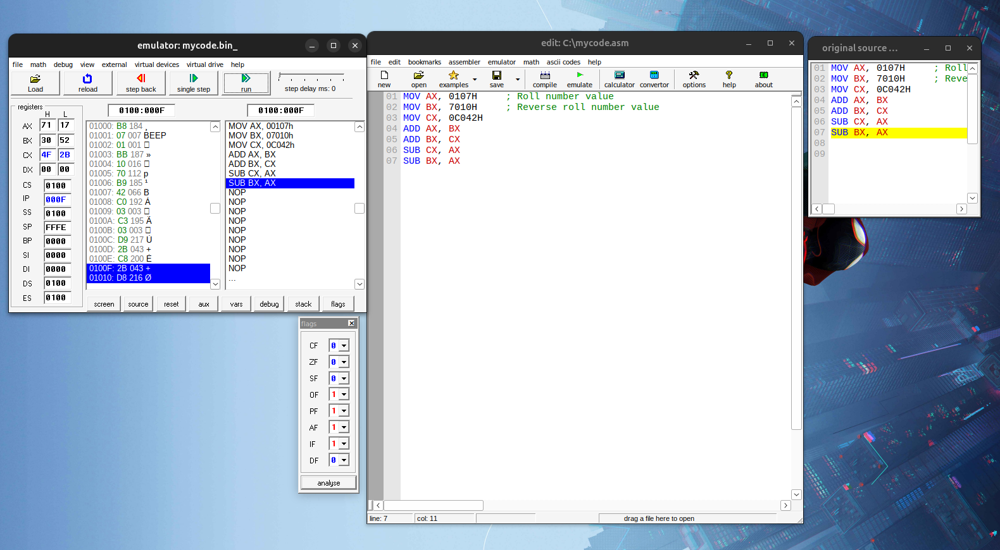 emulator: mycode.bin_
file math debug view external virtual devices virtual drive help
Load reload step back single step run step delay ms: 0
registers
H L
AX 71 17
BX 30 52
CX 4F 2B
DX 00 00
CS 0100
IP 000F
SS 0100
SP FFFE
BP 0000
SI 0000
DI 0000
DS 0100
ES 0100
0100:000F
01000: B8 184 ¸
01001: 07 007 BEEP
01002: 01 001
01003: BB 187 »
01004: 10 016
01005: 70 112 p
01006: B9 185 ¹
01007: 42 066 B
01008: C0 192 À
01009: 03 003
0100A: C3 195 Ã
0100B: 03 003
0100C: D9 217 Ù
0100D: 2B 043 +
0100E: C8 200 È
0100F: 2B 043 +
01010: D8 216 Ø
0100:000F
MOV AX, 00107h
MOV BX, 07010h
MOV CX, 0C042h
ADD AX, BX
ADD BX, CX
SUB CX, AX
SUB BX, AX
NOP
NOP
NOP
NOP
NOP
NOP
NOP
NOP
NOP
...
screen source reset aux vars debug stack flags
flags
CF 0
ZF 0
SF 0
OF 1
PF 1
AF 1
IF 1
DF 0
analyse
edit: C:\mycode.asm
file edit bookmarks assembler emulator math ascii codes help
new open examples save compile emulate calculator convertor options help about
01 MOV AX, 0107H ; Roll number value
02 MOV BX, 7010H ; Reverse roll number value
03 MOV CX, 0C042H
04 ADD AX, BX
05 ADD BX, CX
06 SUB CX, AX
07 SUB BX, AX
line: 7 col: 11 drag a file here to open
original source ...
01 MOV AX, 0107H ; Roll
02 MOV BX, 7010H ; Reve
03 MOV CX, 0C042H
04 ADD AX, BX
05 ADD BX, CX
06 SUB CX, AX
07 SUB BX, AX
08
09